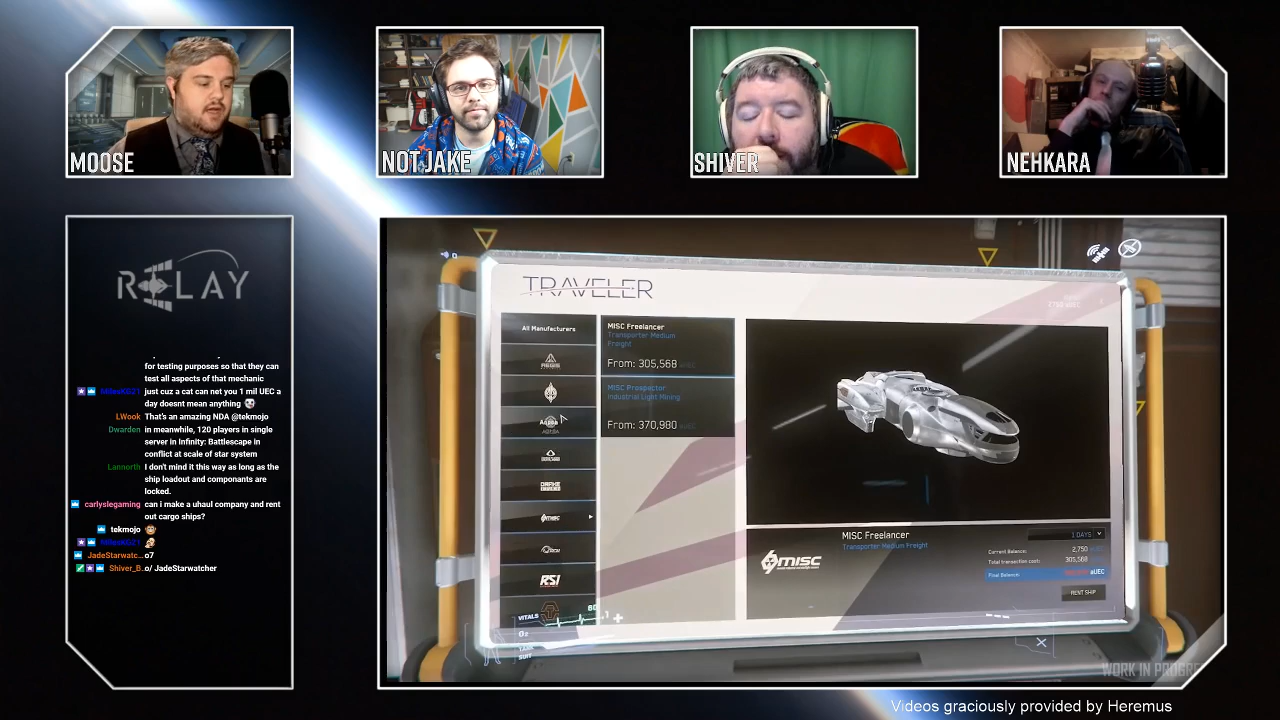 MOOSE
NOTJAKE
SHIVER
NEHKARA
RELAY
for testing purposes so that they can
test all aspects of that mechanic
just cuz a cat can net you 1 mil UEC a
day doesnt mean anything
LWook That's an amazing NDA @tekmojo
Dwarden in meanwhile, 120 players in single
server in Infinity: Battlescape in
conflict at scale of star system
Lannorth I don't mind it this way as long as the
ship loadout and componants are
locked.
carlyslegaming can i make a uhaul company and rent
out cargo ships?
tekmojo
JadeStarwatc... o7
Shiver_B.. o/ JadeStarwatcher
TRAVELER
All Manufacturers
DRAKE
MISC
RSI
MISC Freelancer
Transporter Medium
Freight
From: 305,568
MISC Prospector
Industrial Light Mining
From: 370,980
MISC
MISC Freelancer
Transporter Medium Freight
1 DAYS
Current Balance: 2,750
Total transaction cost: 305,568
Final Balance: aUEC
RENT SHIP
VITALS
60
WORK IN PROGRE
Videos graciously provided by Heremus